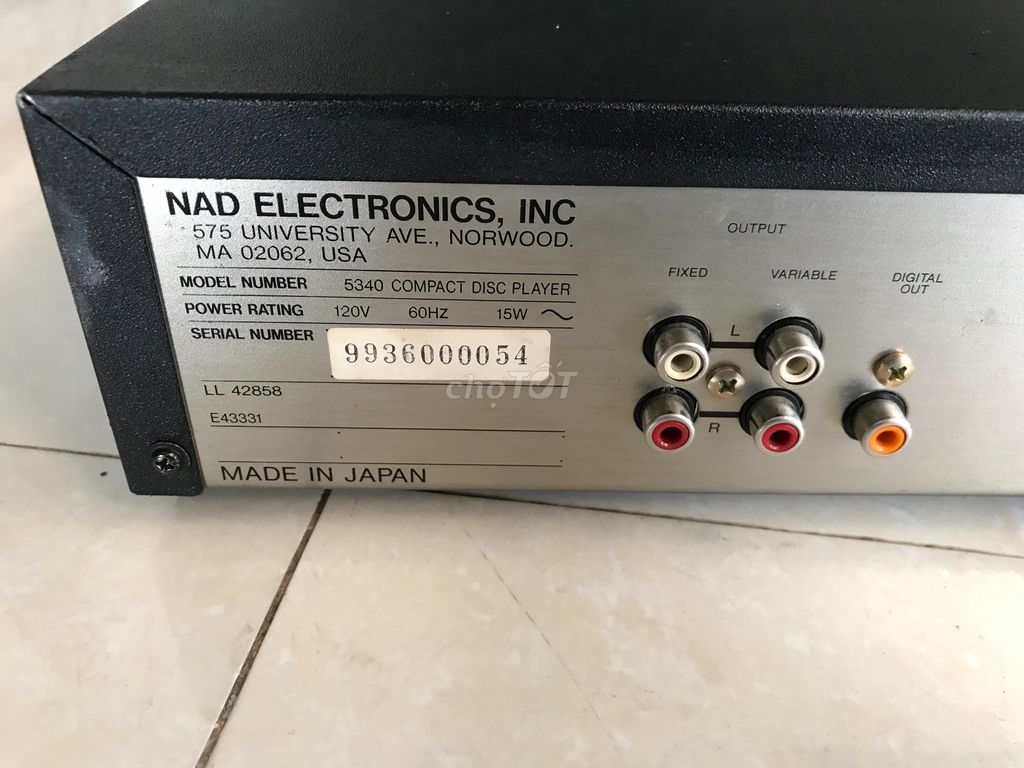 NAD ELECTRONICS, INC
575 UNIVERSITY AVE., NORWOOD.
MA 02062, USA
MODEL NUMBER 5340 COMPACT DISC PLAYER
POWER RATING 120V 60HZ 15W
SERIAL NUMBER 9936000054
LL 42858
E43331
MADE IN JAPAN
OUTPUT
FIXED VARIABLE
DIGITAL
OUT
L
R
chợTỐT